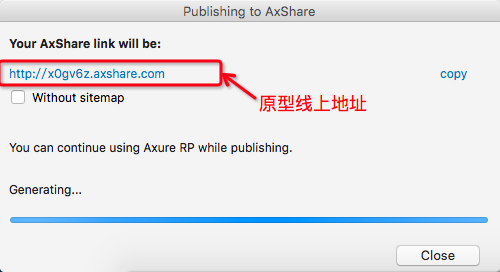 Publishing to AxShare
Your AxShare link will be:
http://x0gv6z.axshare.com
copy
Without sitemap
原型线上地址
You can continue using Axure RP while publishing.
Generating...
Close